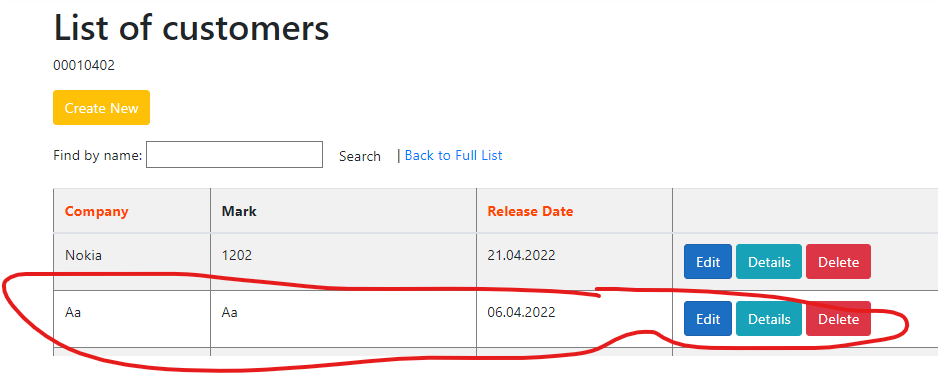 List of customers
00010402
Create New
Find by name: Search | Back to Full List
Company Mark Release Date
Nokia 1202 21.04.2022 Edit Details Delete
Aa Aa 06.04.2022 Edit Details Delete